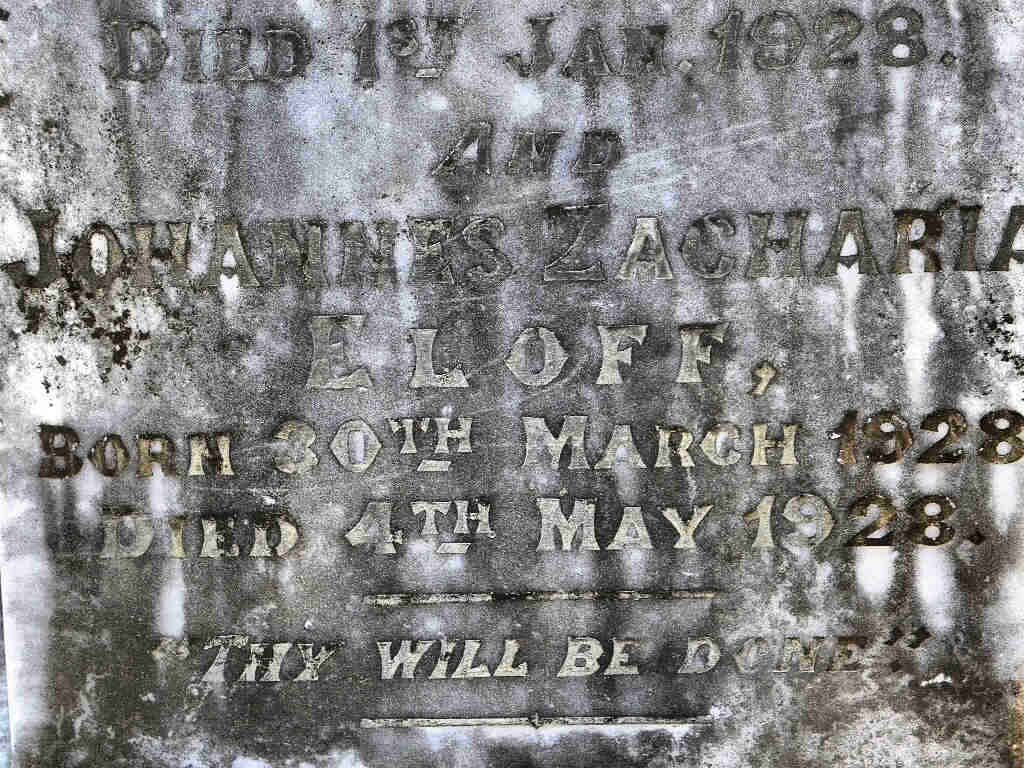 DIED 1ST JAN. 1928.
AND
JOHANNES ZACHARIA
ELOFF,
BORN 30TH MARCH 1928
DIED 4TH MAY 1928.
"THY WILL BE DONE"